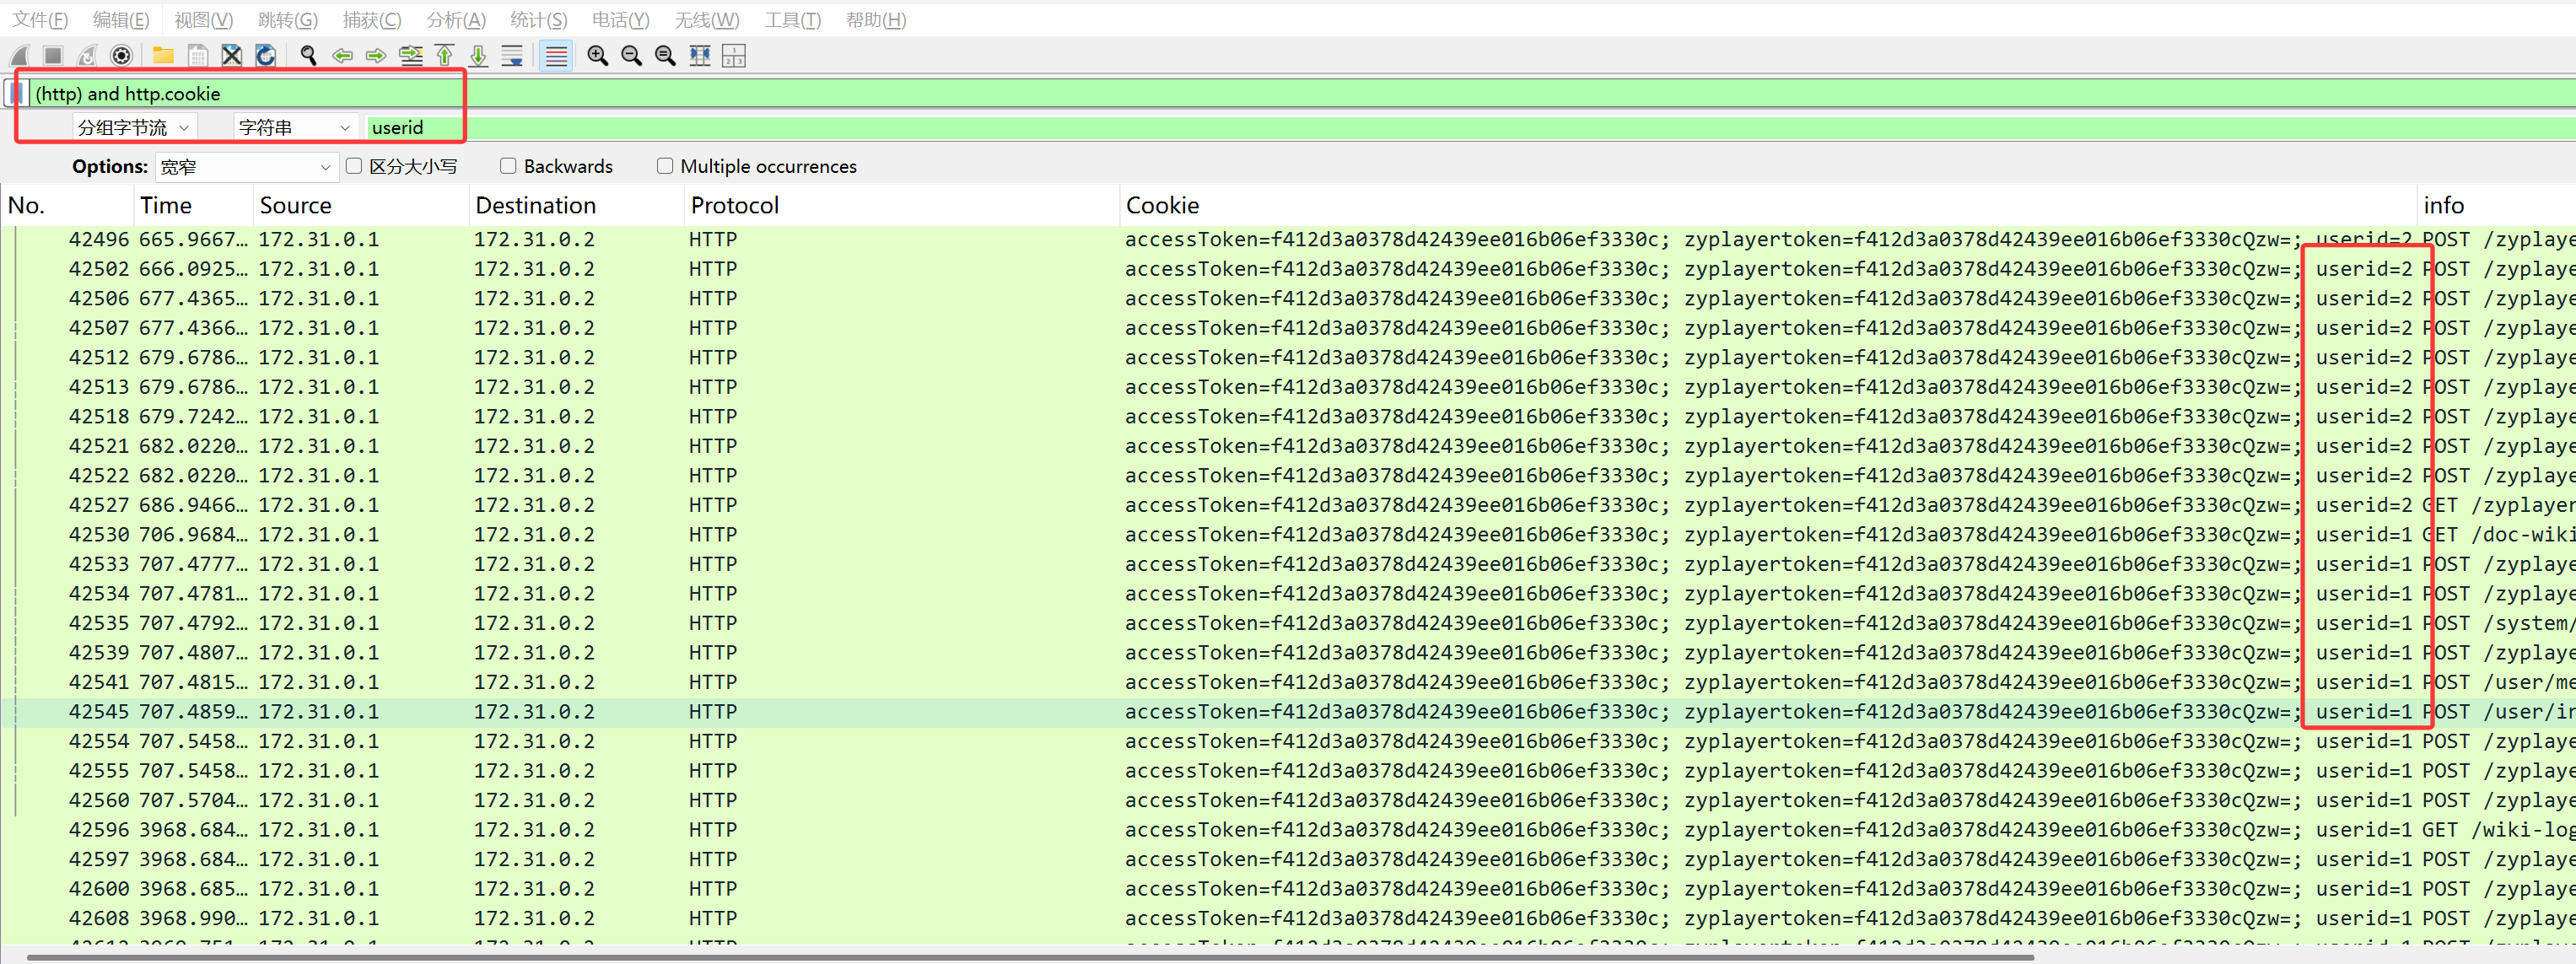 文件(F) 编辑(E) 视图(V) 跳转(G) 捕获(C) 分析(A) 统计(S) 电话(Y) 无线(W) 工具(T) 帮助(H)
(http) and http.cookie
分组字节流 字符串 userid
Options: 宽窄 区分大小写 Backwards Multiple occurrences
No. Time Source Destination Protocol Cookie info
42496 665.9667… 172.31.0.1 172.31.0.2 HTTP accessToken=f412d3a0378d42439ee016b06ef3330c; zyplayertoken=f412d3a0378d42439ee016b06ef3330cQzw=; userid=2 POST /zyplaye
42502 666.0925… 172.31.0.1 172.31.0.2 HTTP accessToken=f412d3a0378d42439ee016b06ef3330c; zyplayertoken=f412d3a0378d42439ee016b06ef3330cQzw=; userid=2 POST /zyplaye
42506 677.4365… 172.31.0.1 172.31.0.2 HTTP accessToken=f412d3a0378d42439ee016b06ef3330c; zyplayertoken=f412d3a0378d42439ee016b06ef3330cQzw=; userid=2 POST /zyplaye
42507 677.4366… 172.31.0.1 172.31.0.2 HTTP accessToken=f412d3a0378d42439ee016b06ef3330c; zyplayertoken=f412d3a0378d42439ee016b06ef3330cQzw=; userid=2 POST /zyplaye
42512 679.6786… 172.31.0.1 172.31.0.2 HTTP accessToken=f412d3a0378d42439ee016b06ef3330c; zyplayertoken=f412d3a0378d42439ee016b06ef3330cQzw=; userid=2 POST /zyplaye
42513 679.6786… 172.31.0.1 172.31.0.2 HTTP accessToken=f412d3a0378d42439ee016b06ef3330c; zyplayertoken=f412d3a0378d42439ee016b06ef3330cQzw=; userid=2 POST /zyplaye
42518 679.7242… 172.31.0.1 172.31.0.2 HTTP accessToken=f412d3a0378d42439ee016b06ef3330c; zyplayertoken=f412d3a0378d42439ee016b06ef3330cQzw=; userid=2 POST /zyplaye
42521 682.0220… 172.31.0.1 172.31.0.2 HTTP accessToken=f412d3a0378d42439ee016b06ef3330c; zyplayertoken=f412d3a0378d42439ee016b06ef3330cQzw=; userid=2 POST /zyplaye
42522 682.0220… 172.31.0.1 172.31.0.2 HTTP accessToken=f412d3a0378d42439ee016b06ef3330c; zyplayertoken=f412d3a0378d42439ee016b06ef3330cQzw=; userid=2 POST /zyplaye
42527 686.9466… 172.31.0.1 172.31.0.2 HTTP accessToken=f412d3a0378d42439ee016b06ef3330c; zyplayertoken=f412d3a0378d42439ee016b06ef3330cQzw=; userid=2 GET /zyplayer
42530 706.9684… 172.31.0.1 172.31.0.2 HTTP accessToken=f412d3a0378d42439ee016b06ef3330c; zyplayertoken=f412d3a0378d42439ee016b06ef3330cQzw=; userid=1 GET /doc-wiki
42533 707.4777… 172.31.0.1 172.31.0.2 HTTP accessToken=f412d3a0378d42439ee016b06ef3330c; zyplayertoken=f412d3a0378d42439ee016b06ef3330cQzw=; userid=1 POST /zyplaye
42534 707.4781… 172.31.0.1 172.31.0.2 HTTP accessToken=f412d3a0378d42439ee016b06ef3330c; zyplayertoken=f412d3a0378d42439ee016b06ef3330cQzw=; userid=1 POST /zyplaye
42535 707.4792… 172.31.0.1 172.31.0.2 HTTP accessToken=f412d3a0378d42439ee016b06ef3330c; zyplayertoken=f412d3a0378d42439ee016b06ef3330cQzw=; userid=1 POST /system/
42539 707.4807… 172.31.0.1 172.31.0.2 HTTP accessToken=f412d3a0378d42439ee016b06ef3330c; zyplayertoken=f412d3a0378d42439ee016b06ef3330cQzw=; userid=1 POST /zyplaye
42541 707.4815… 172.31.0.1 172.31.0.2 HTTP accessToken=f412d3a0378d42439ee016b06ef3330c; zyplayertoken=f412d3a0378d42439ee016b06ef3330cQzw=; userid=1 POST /user/me
42545 707.4859… 172.31.0.1 172.31.0.2 HTTP accessToken=f412d3a0378d42439ee016b06ef3330c; zyplayertoken=f412d3a0378d42439ee016b06ef3330cQzw=; userid=1 POST /user/in
42554 707.5458… 172.31.0.1 172.31.0.2 HTTP accessToken=f412d3a0378d42439ee016b06ef3330c; zyplayertoken=f412d3a0378d42439ee016b06ef3330cQzw=; userid=1 POST /zyplaye
42555 707.5458… 172.31.0.1 172.31.0.2 HTTP accessToken=f412d3a0378d42439ee016b06ef3330c; zyplayertoken=f412d3a0378d42439ee016b06ef3330cQzw=; userid=1 POST /zyplaye
42560 707.5704… 172.31.0.1 172.31.0.2 HTTP accessToken=f412d3a0378d42439ee016b06ef3330c; zyplayertoken=f412d3a0378d42439ee016b06ef3330cQzw=; userid=1 POST /zyplaye
42596 3968.684… 172.31.0.1 172.31.0.2 HTTP accessToken=f412d3a0378d42439ee016b06ef3330c; zyplayertoken=f412d3a0378d42439ee016b06ef3330cQzw=; userid=1 GET /wiki-log
42597 3968.684… 172.31.0.1 172.31.0.2 HTTP accessToken=f412d3a0378d42439ee016b06ef3330c; zyplayertoken=f412d3a0378d42439ee016b06ef3330cQzw=; userid=1 POST /zyplaye
42600 3968.685… 172.31.0.1 172.31.0.2 HTTP accessToken=f412d3a0378d42439ee016b06ef3330c; zyplayertoken=f412d3a0378d42439ee016b06ef3330cQzw=; userid=1 POST /zyplaye
42608 3968.990… 172.31.0.1 172.31.0.2 HTTP accessToken=f412d3a0378d42439ee016b06ef3330c; zyplayertoken=f412d3a0378d42439ee016b06ef3330cQzw=; userid=1 POST /zyplaye